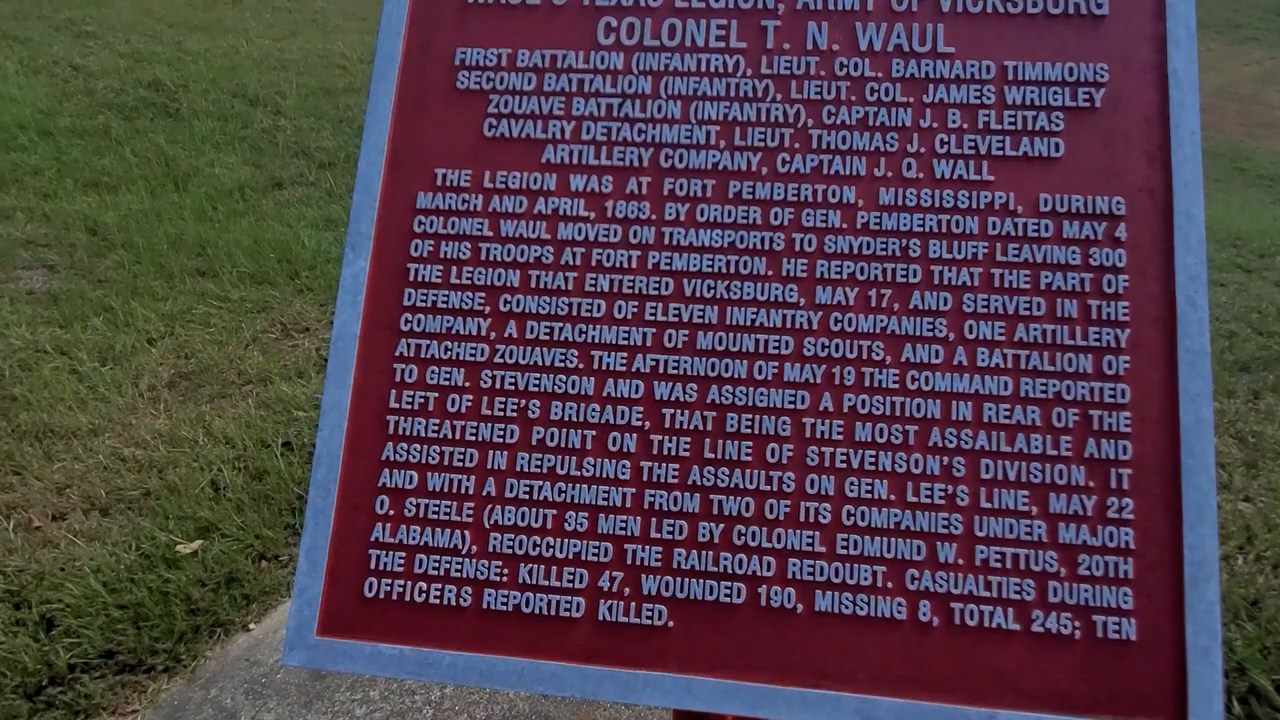 WAUL'S TEXAS LEGION, ARMY OF VICKSBURG
COLONEL T. N. WAUL
FIRST BATTALION (INFANTRY), LIEUT. COL. BARNARD TIMMONS
SECOND BATTALION (INFANTRY), LIEUT. COL. JAMES WRIGLEY
ZOUAVE BATTALION (INFANTRY), CAPTAIN J. B. FLEITAS
CAVALRY DETACHMENT, LIEUT. THOMAS J. CLEVELAND
ARTILLERY COMPANY, CAPTAIN J. Q. WALL
THE LEGION WAS AT FORT PEMBERTON, MISSISSIPPI, DURING
MARCH AND APRIL, 1863. BY ORDER OF GEN. PEMBERTON DATED MAY 4
COLONEL WAUL MOVED ON TRANSPORTS TO SNYDER'S BLUFF LEAVING 300
OF HIS TROOPS AT FORT PEMBERTON. HE REPORTED THAT THE PART OF
THE LEGION THAT ENTERED VICKSBURG, MAY 17, AND SERVED IN THE
DEFENSE, CONSISTED OF ELEVEN INFANTRY COMPANIES, ONE ARTILLERY
COMPANY, A DETACHMENT OF MOUNTED SCOUTS, AND A BATTALION OF
ATTACHED ZOUAVES. THE AFTERNOON OF MAY 19 THE COMMAND REPORTED
TO GEN. STEVENSON AND WAS ASSIGNED A POSITION IN REAR OF THE
LEFT OF LEE'S BRIGADE, THAT BEING THE MOST ASSAILABLE AND
THREATENED POINT ON THE LINE OF STEVENSON'S DIVISION. IT
ASSISTED IN REPULSING THE ASSAULTS ON GEN. LEE'S LINE, MAY 22
AND WITH A DETACHMENT FROM TWO OF ITS COMPANIES UNDER MAJOR
O. STEELE (ABOUT 35 MEN LED BY COLONEL EDMUND W. PETTUS, 20TH
ALABAMA), REOCCUPIED THE RAILROAD REDOUBT. CASUALTIES DURING
THE DEFENSE: KILLED 47, WOUNDED 190, MISSING 8, TOTAL 245; TEN
OFFICERS REPORTED KILLED.